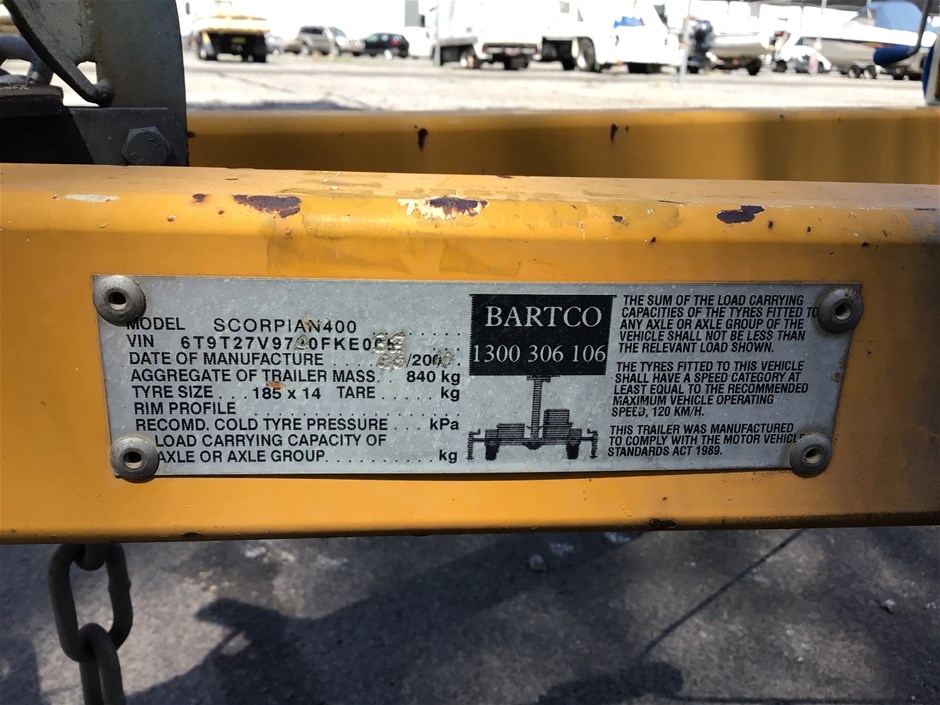 MODEL SCORPIAN400
VIN
DATE OF MANUFACTURE
AGGREGATE OF TRAILER MASS. . 840 kg
TYRE SIZE . . . 185 x 14 TARE . . . . . . . kg
RIM PROFILE
RECOMD. COLD TYRE PRESSURE . . . . kPa
LOAD CARRYING CAPACITY OF
AXLE OR AXLE GROUP. . . . . . . . . . . . . . kg
BARTCO
1300 306 106
THE SUM OF THE LOAD CARRYING
CAPACITIES OF THE TYRES FITTED TO
ANY AXLE OR AXLE GROUP OF THE
VEHICLE SHALL NOT BE LESS THAN
THE RELEVANT LOAD SHOWN.
THE TYRES FITTED TO THIS VEHICLE
SHALL HAVE A SPEED CATEGORY AT
LEAST EQUAL TO THE RECOMMENDED
MAXIMUM VEHICLE OPERATING
SPEED, 120 KM/H.
THIS TRAILER WAS MANUFACTURED
TO COMPLY WITH THE MOTOR VEHICLE
STANDARDS ACT 1989.